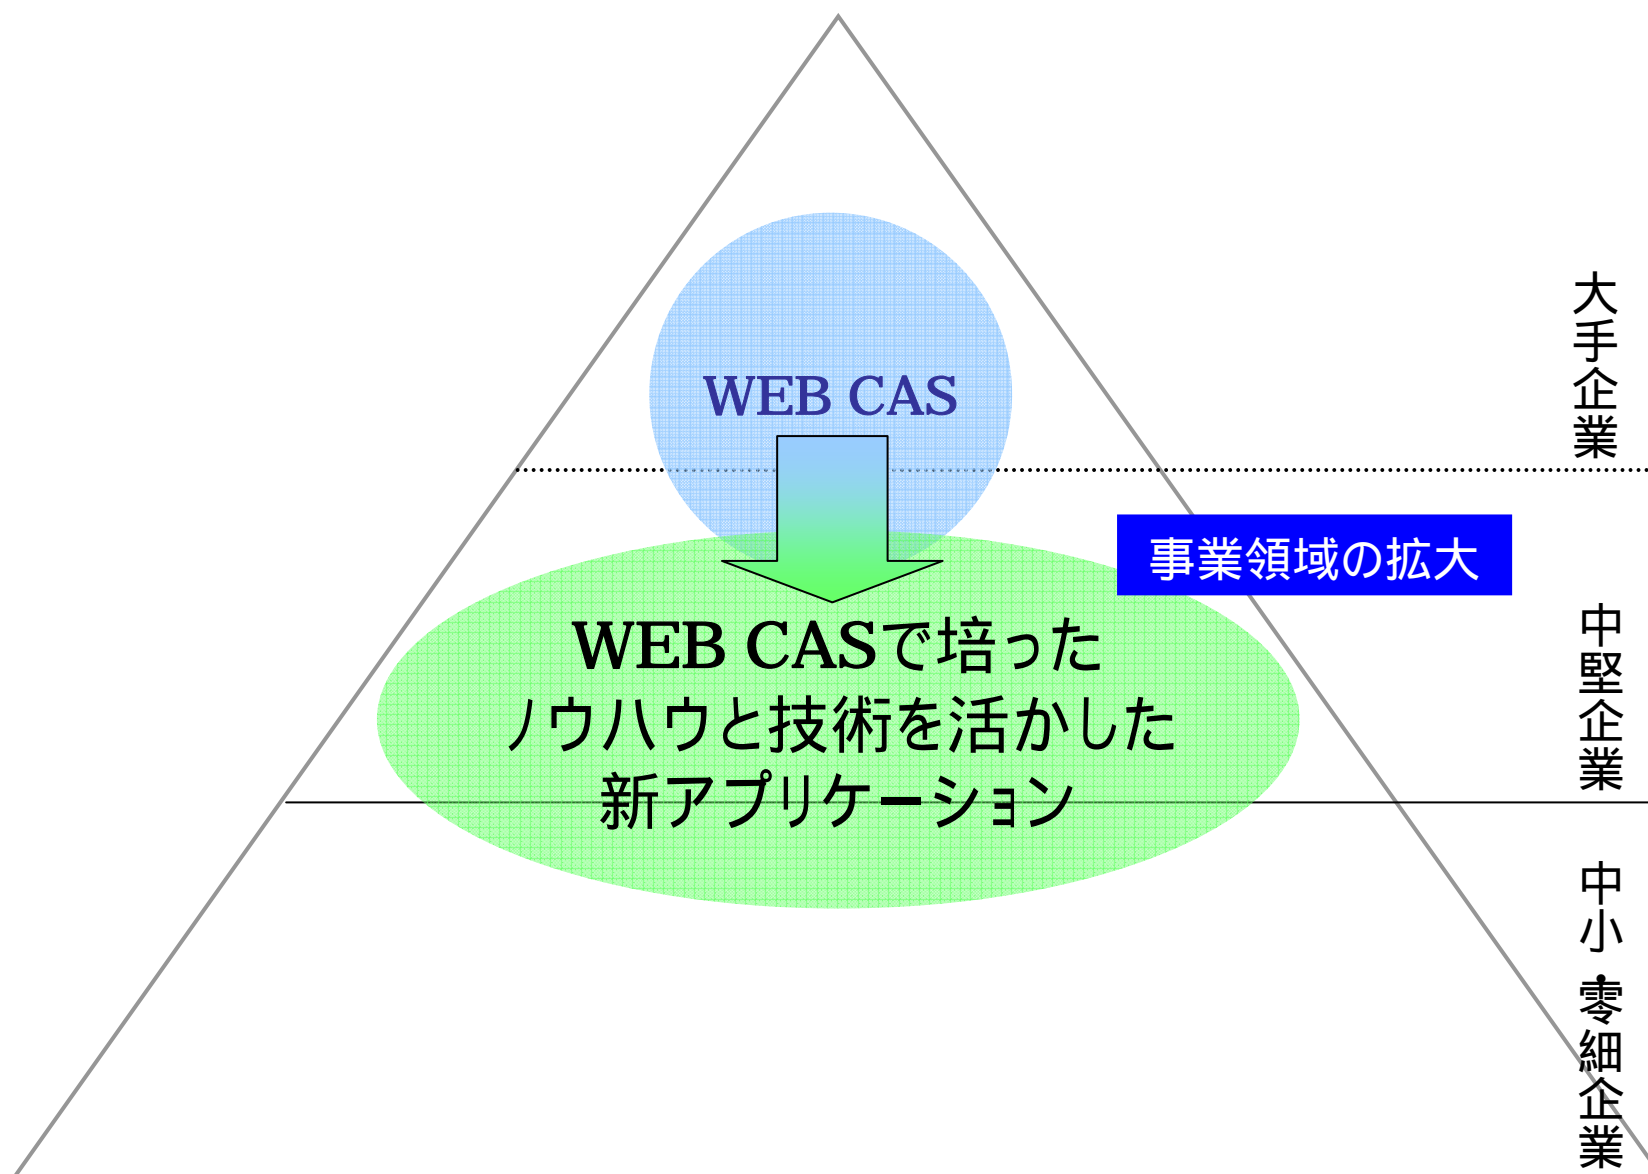 大手企業
WEB CAS
事業領域の拡大
WEB CASで培った
ノウハウと技術を活かした
新アプリケーション
中堅企業
中小・零細企業